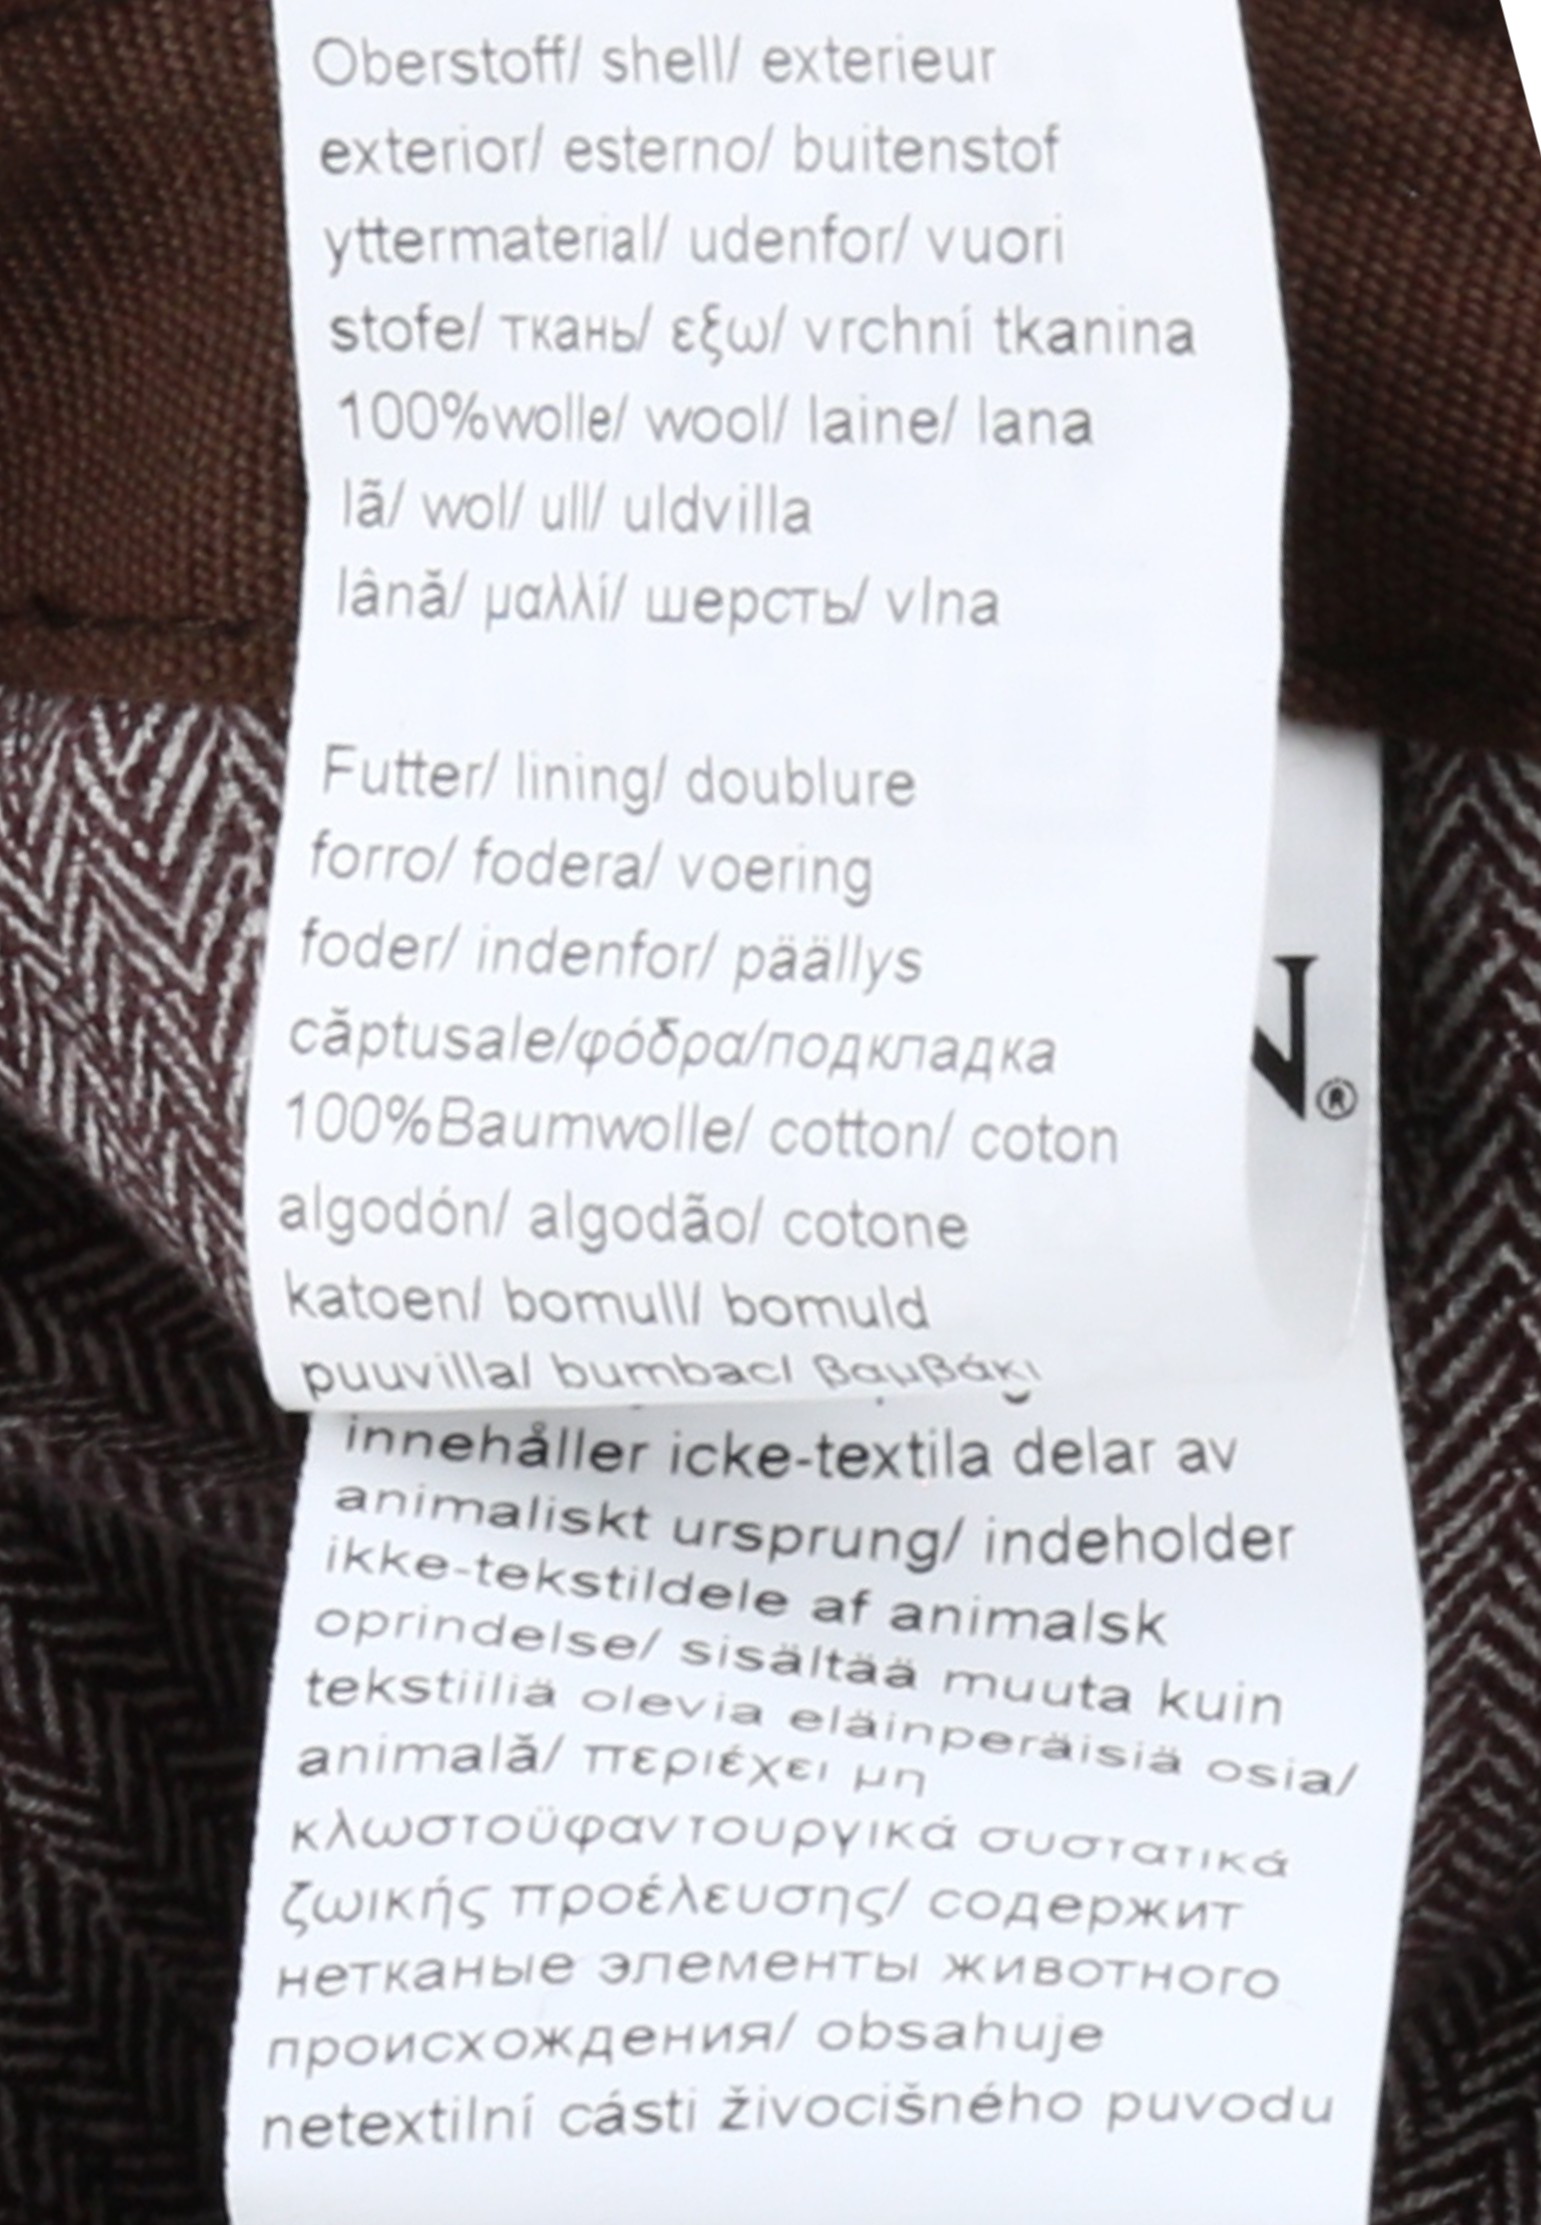 Oberstoff/ shell/ exterieur
exterior/ esterno/ buitenstof
yttermaterial/ udenfor/ vuori
stofe/ ткань/ εξω/ vrchní tkanina
100%wolle/ wool/ laine/ lana
lã/ wol/ ull/ uldvilla
lână/ μαλλί/ шерсть/ vlna
Futter/ lining/ doublure
forro/ fodera/ voering
foder/ indenfor/ päällys
căptusale/φόδρα/подкладка
100%Baumwolle/ cotton/ coton
algodón/ algodão/ cotone
katoen/ bomull/ bomuld
puuvilla/ bumbac/ βαμβάκι
N®
innehåller icke-textila delar av
animaliskt ursprung/ indeholder
ikke-tekstildele af animalsk
oprindelse/ sisältää muuta kuin
tekstiiliä olevia eläinperäisiä osia/
animală/ περιέχει μη
κλωστοϋφαντουργικά συστατικά
ζωικής προέλευσης/ содержит
нетканые элементы животного
происхождения/ obsahuje
netextilní cásti živocišného puvodu